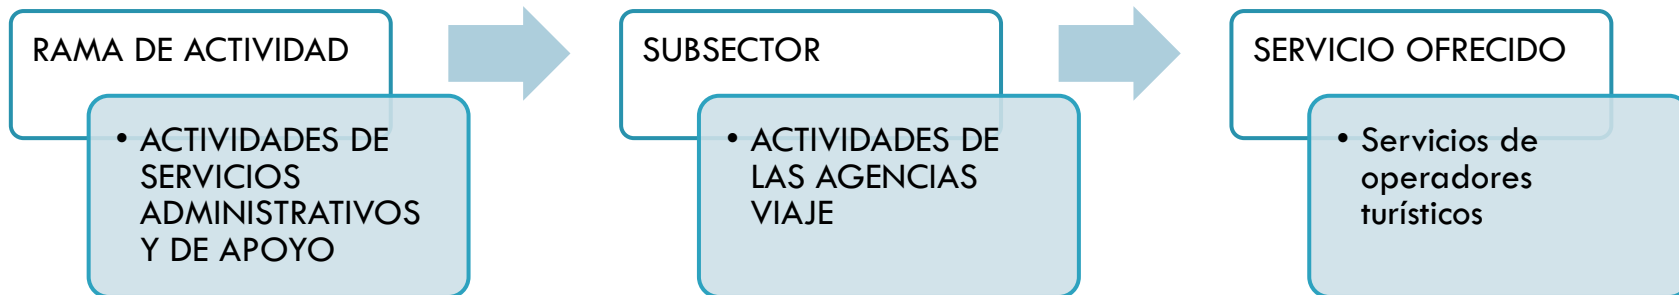 RAMA DE ACTIVIDAD
• ACTIVIDADES DE
SERVICIOS
ADMINISTRATIVOS
Y DE APOYO
SUBSECTOR
• ACTIVIDADES DE
LAS AGENCIAS
VIAJE
SERVICIO OFRECIDO
• Servicios de
operadores
turísticos